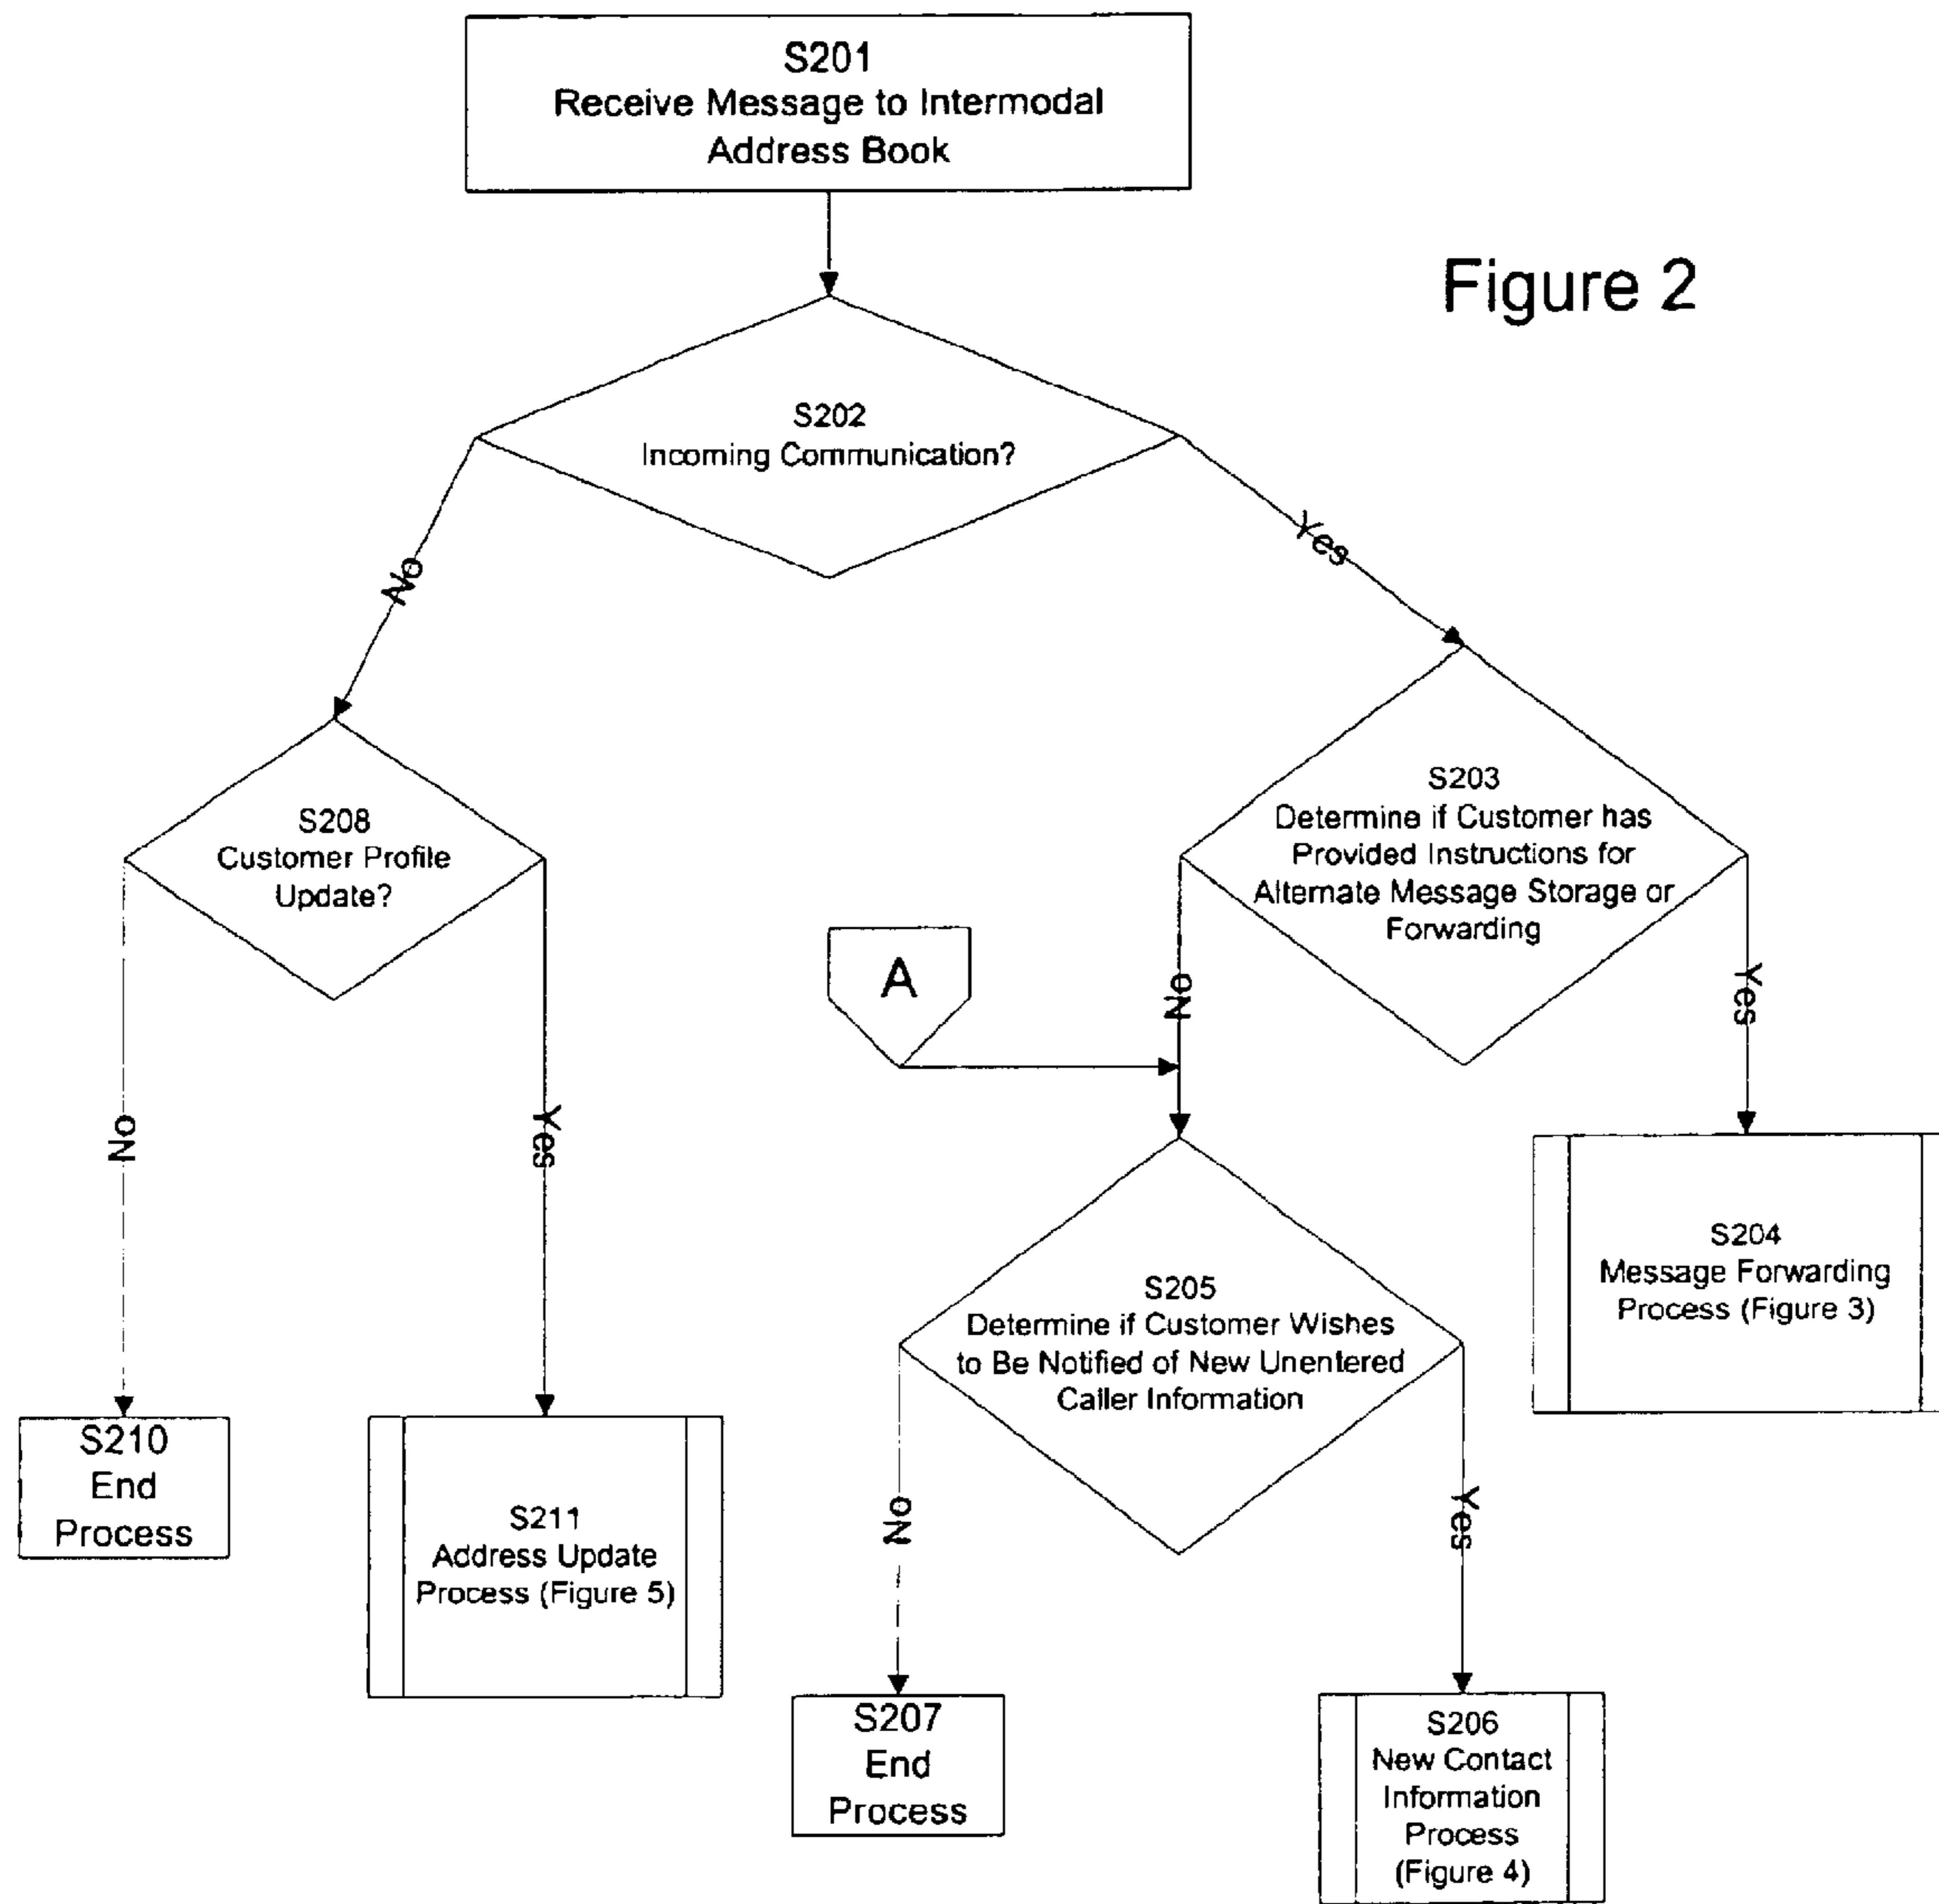 S201
Receive Message to Intermodal
Address Book
Figure 2
S202
Incoming Communication?
No
Yes
S208
Customer Profile
Update?
S203
Determine if Customer has
Provided Instructions for
Alternate Message Storage or
Forwarding
A
No
Yes
No
Yes
S204
Message Forwarding
Process (Figure 3)
S205
Determine if Customer Wishes
to Be Notified of New Unentered
Caller Information
S210
End
Process
S211
Address Update
Process (Figure 5)
No
Yes
S207
End
Process
S206
New Contact
Information
Process
(Figure 4)